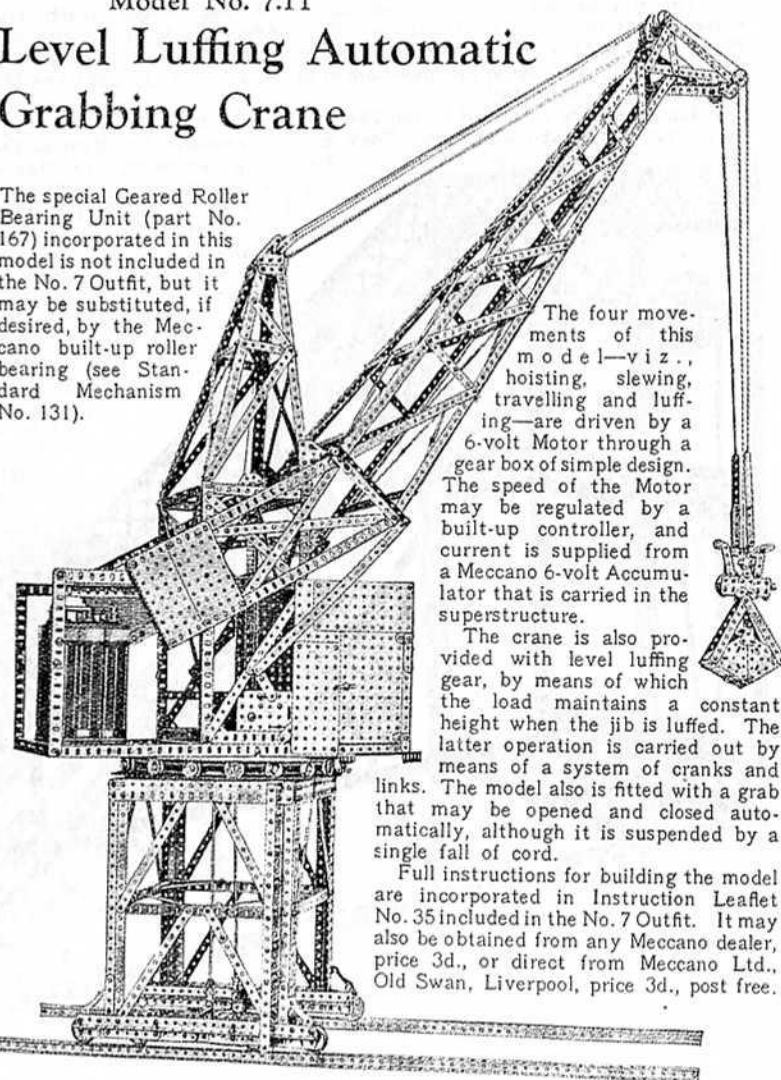 Model No. 7.11
Level Luffing Automatic
Grabbing Crane
The special Geared Roller
Bearing Unit (part No.
167) incorporated in this
model is not included in
the No. 7 Outfit, but it
may be substituted, if
desired, by the Mec-
cano built-up roller
bearing (see Stan-
dard Mechanism
No. 131).
The four move-
ments of this
model—viz.,
hoisting, slewing,
travelling and luff-
ing—are driven by a
6-volt Motor through a
gear box of simple design.
The speed of the Motor
may be regulated by a
built-up controller, and
current is supplied from
a Meccano 6-volt Accumu-
lator that is carried in the
superstructure.
The crane is also pro-
vided with level luffing
gear, by means of which
the load maintains a constant
height when the jib is luffed. The
latter operation is carried out by
means of a system of cranks and
links. The model also is fitted with a grab
that may be opened and closed auto-
matically, although it is suspended by a
single fall of cord.
Full instructions for building the model
are incorporated in Instruction Leaflet
No. 35 included in the No. 7 Outfit. It may
also be obtained from any Meccano dealer,
price 3d., or direct from Meccano Ltd.,
Old Swan, Liverpool, price 3d., post free.